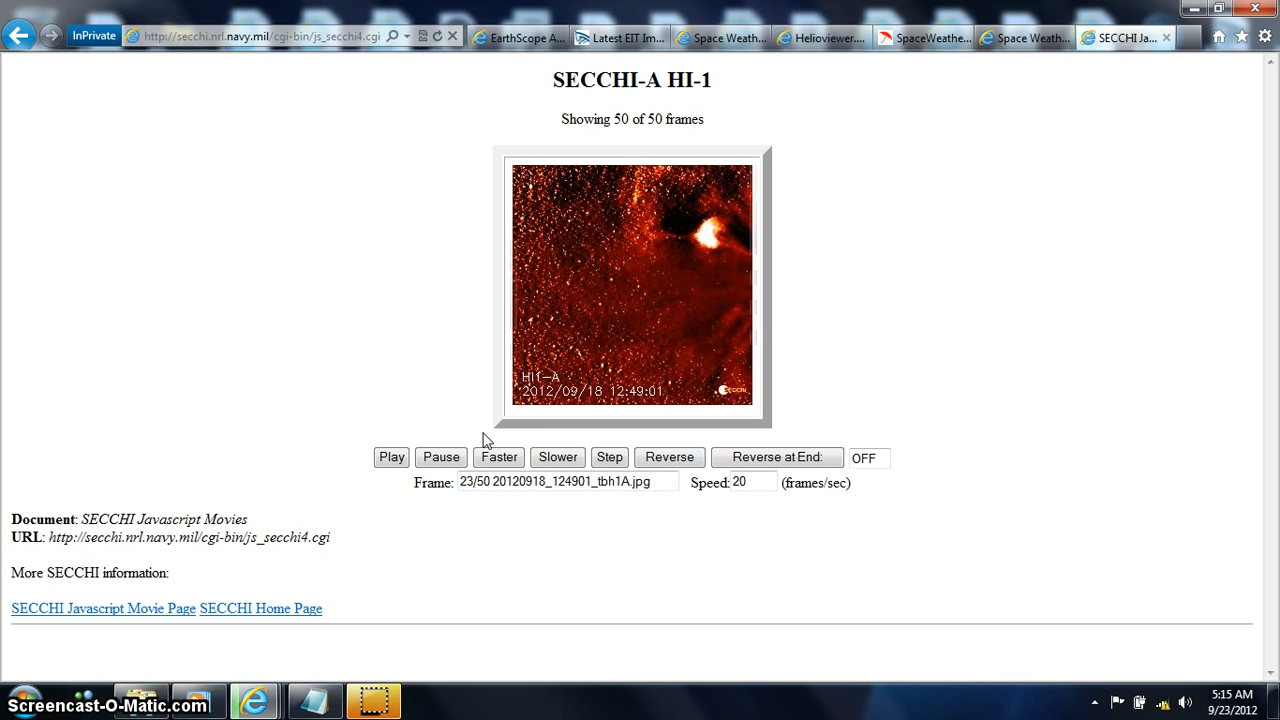 InPrivate
http://secchi.nrl.navy.mil/cgi-bin/js_secchi4.cgi
EarthScope A...
Latest EIT Im...
Space Weath...
Helioviewer....
SpaceWeathe...
Space Weath...
SECCHI Ja...
SECCHI-A HI-1
Showing 50 of 50 frames
HI1-A
2012/09/18 12:49:01
SECCHI
Play Pause Faster Slower Step Reverse Reverse at End: OFF
Frame: 23/50 20120918_124901_tbh1A.jpg Speed: 20 (frames/sec)
Document: SECCHI Javascript Movies
URL: http://secchi.nrl.navy.mil/cgi-bin/js_secchi4.cgi
More SECCHI information:
SECCHI Javascript Movie Page SECCHI Home Page
5:15 AM
9/23/2012
Screencast-O-Matic.com